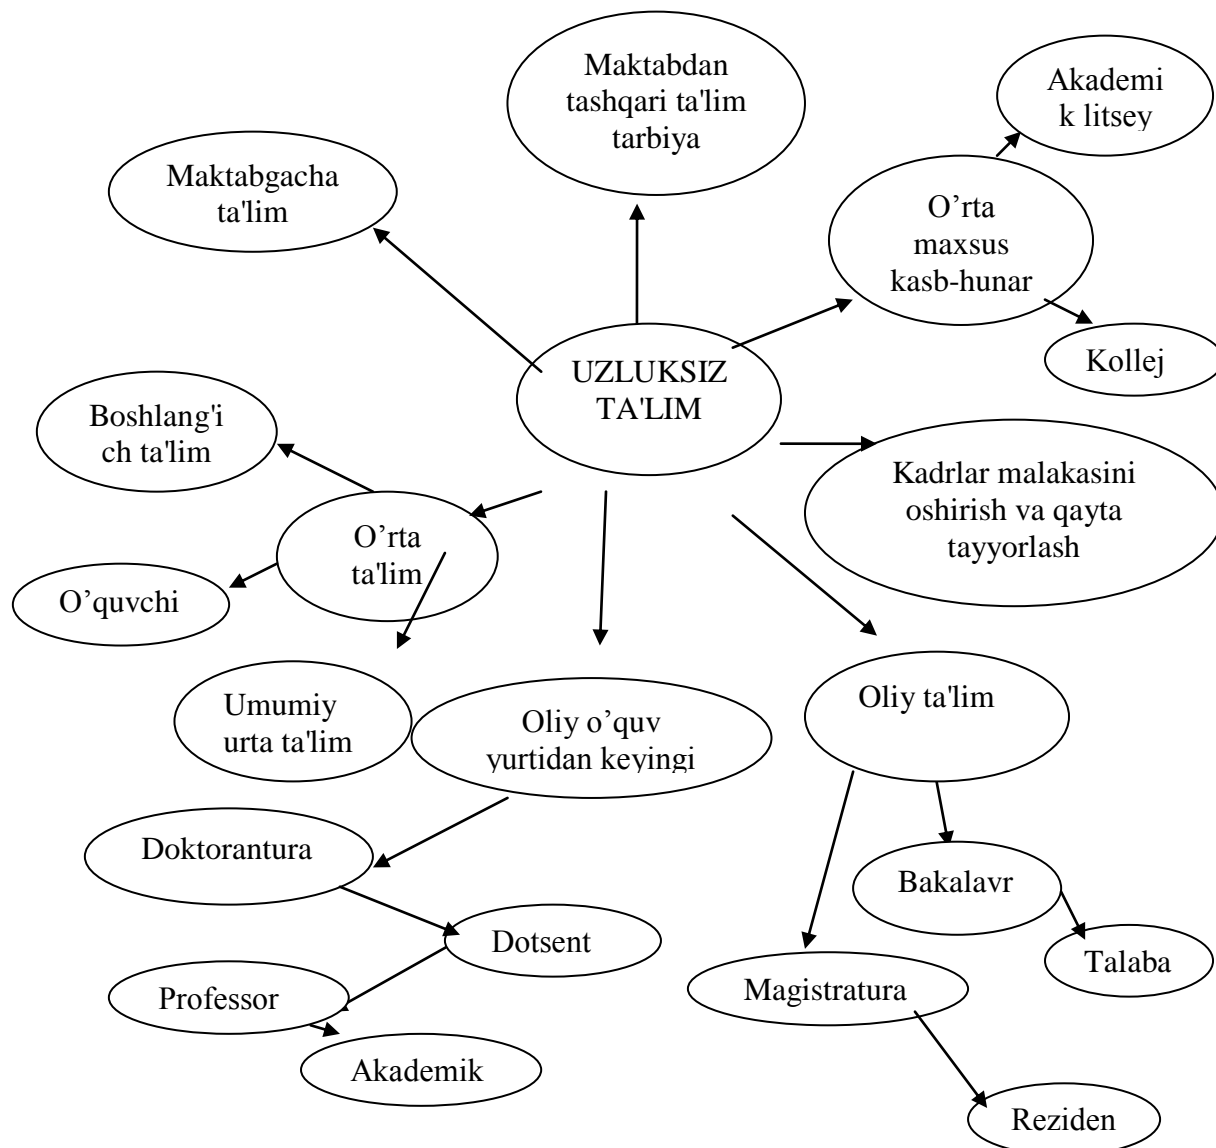 Maktabdan
tashqari ta'lim
tarbiya
Akademi
k litsey
Maktabgacha
ta'lim
O’rta
maxsus
kasb-hunar
Kollej
UZLUKSIZ
TA'LIM
Boshlang'i
ch ta'lim
Kadrlar malakasini
oshirish va qayta
tayyorlash
O’rta
ta'lim
O’quvchi
Umumiy
urta ta'lim
Oliy o’quv
yurtidan keyingi
Oliy ta'lim
Doktorantura
Bakalavr
Dotsent
Talaba
Professor
Magistratura
Akademik
Reziden